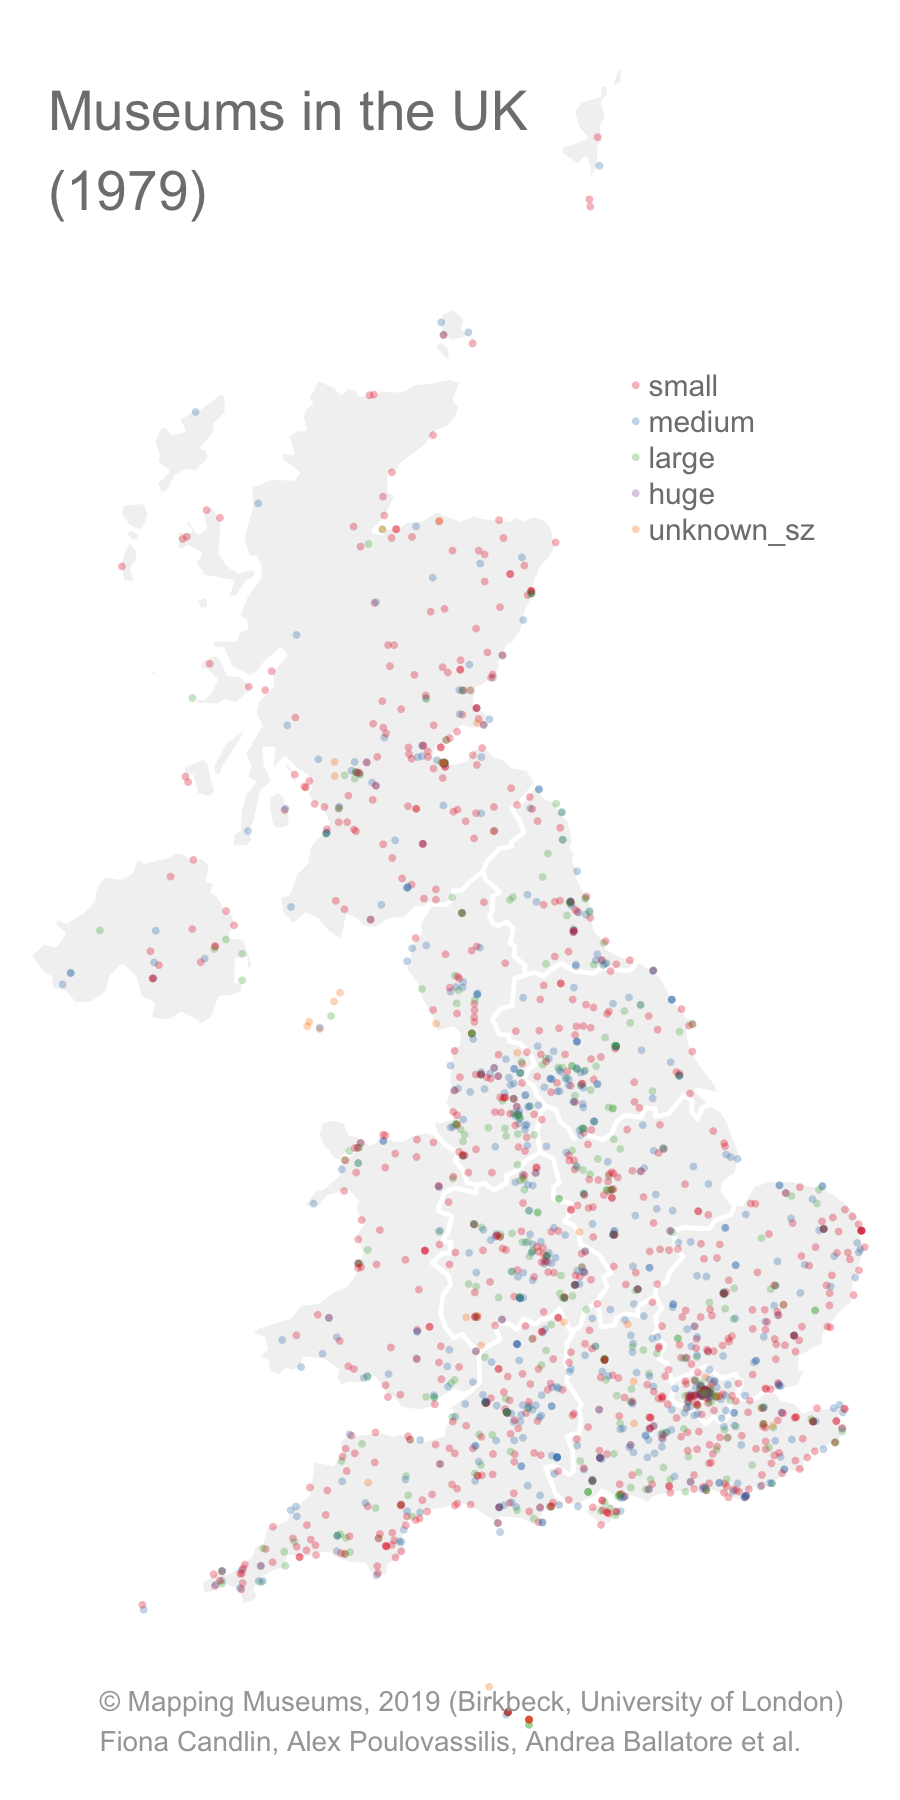 Museums in the UK
(1979)
small
medium
large
huge
unknown_sz
© Mapping Museums, 2019 (Birkbeck, University of London)
Fiona Candlin, Alex Poulovassilis, Andrea Ballatore et al.